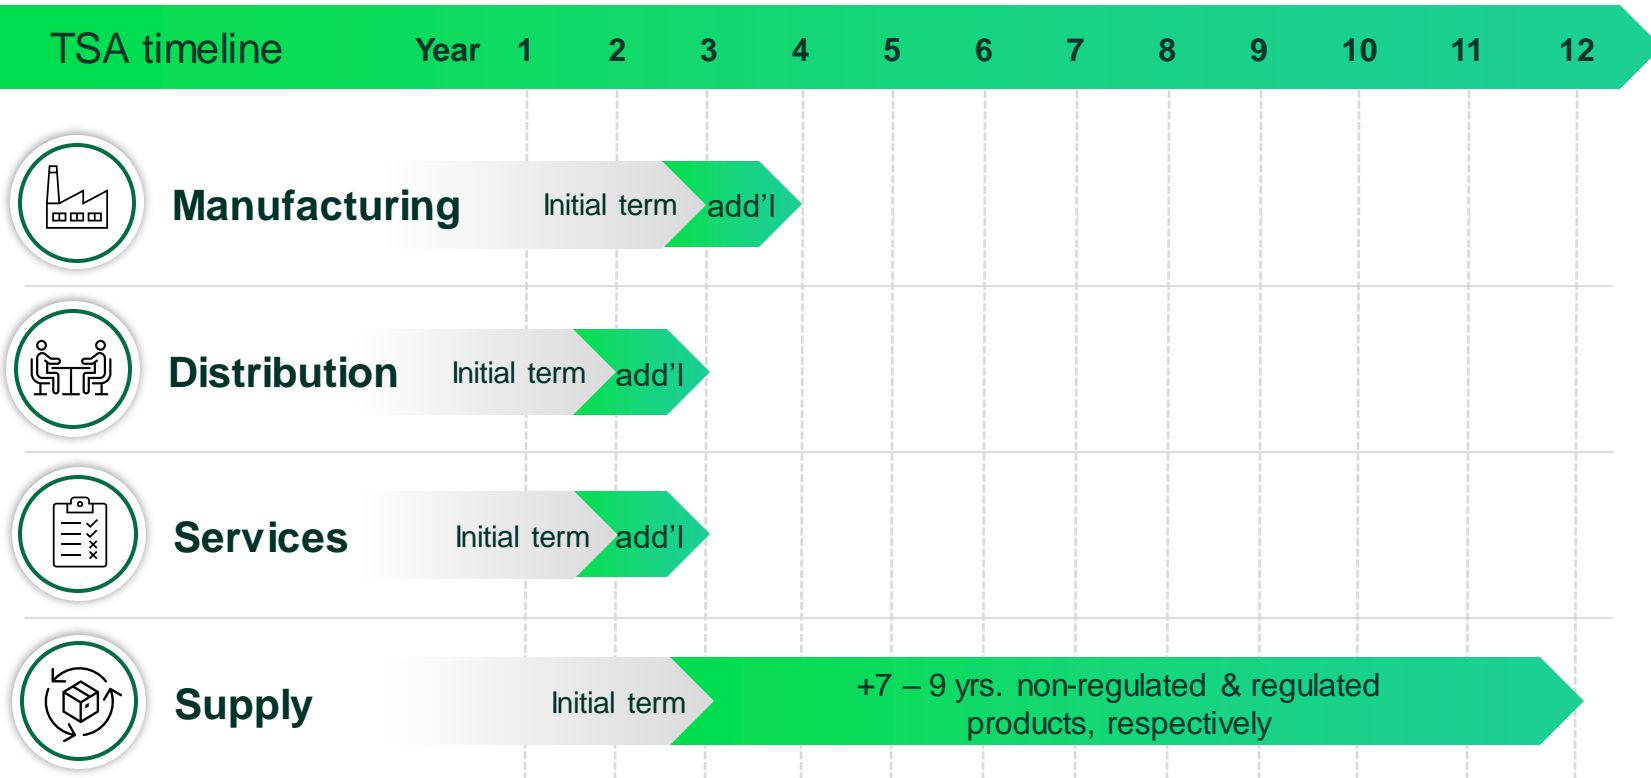 TSA timeline Year 1 2 3 4 5 6 7 8 9 10 11 12
Manufacturing Initial term add’l
Distribution Initial term add’l
Services Initial term add’l
Supply Initial term +7 – 9 yrs. non-regulated & regulated
products, respectively